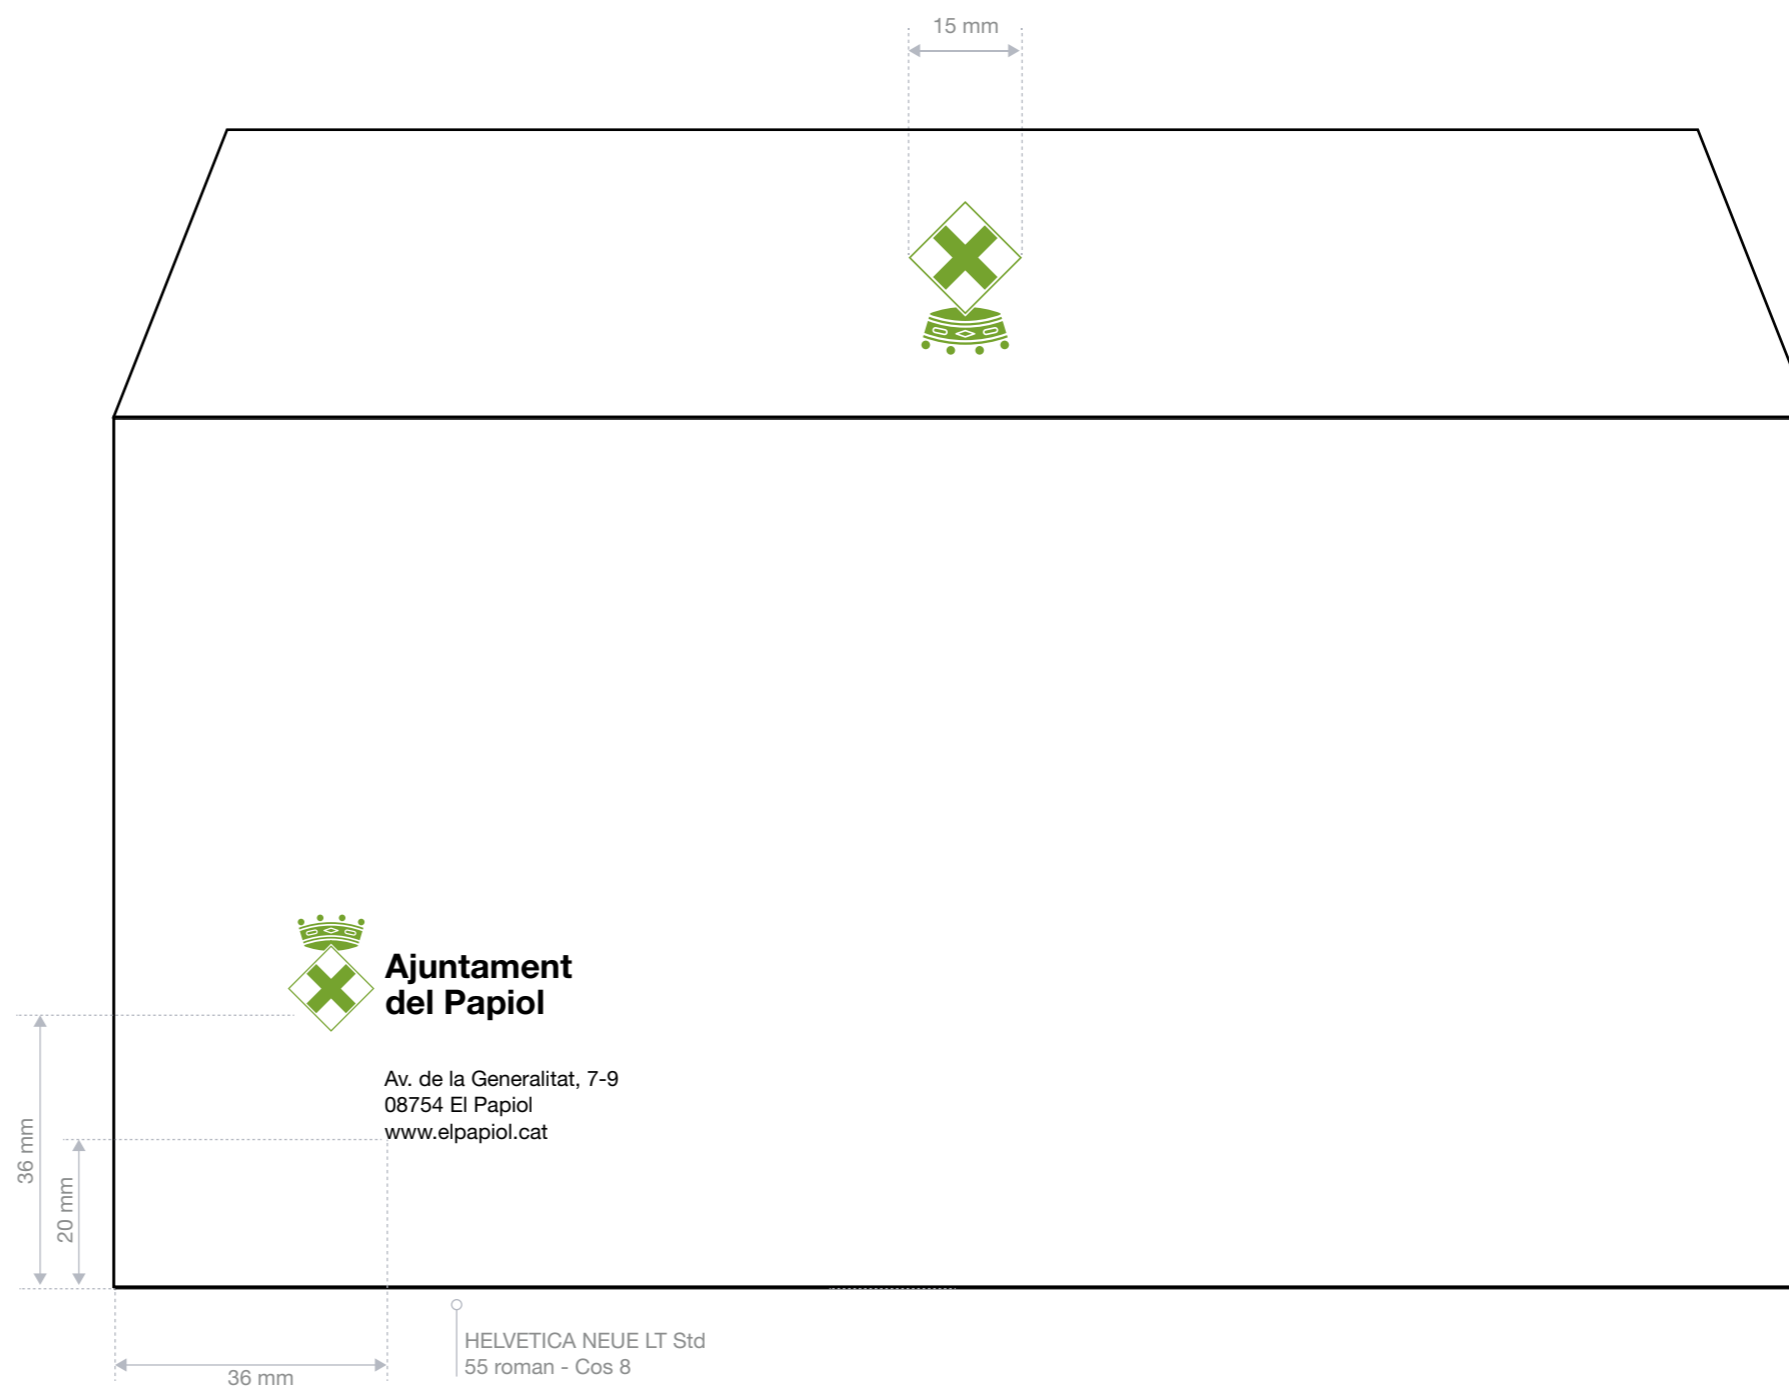 15 mm
Ajuntament
del Papiol
Av. de la Generalitat, 7-9
08754 El Papiol
www.elpapiol.cat
36 mm
20 mm
HELVETICA NEUE LT Std
55 roman - Cos 8
36 mm